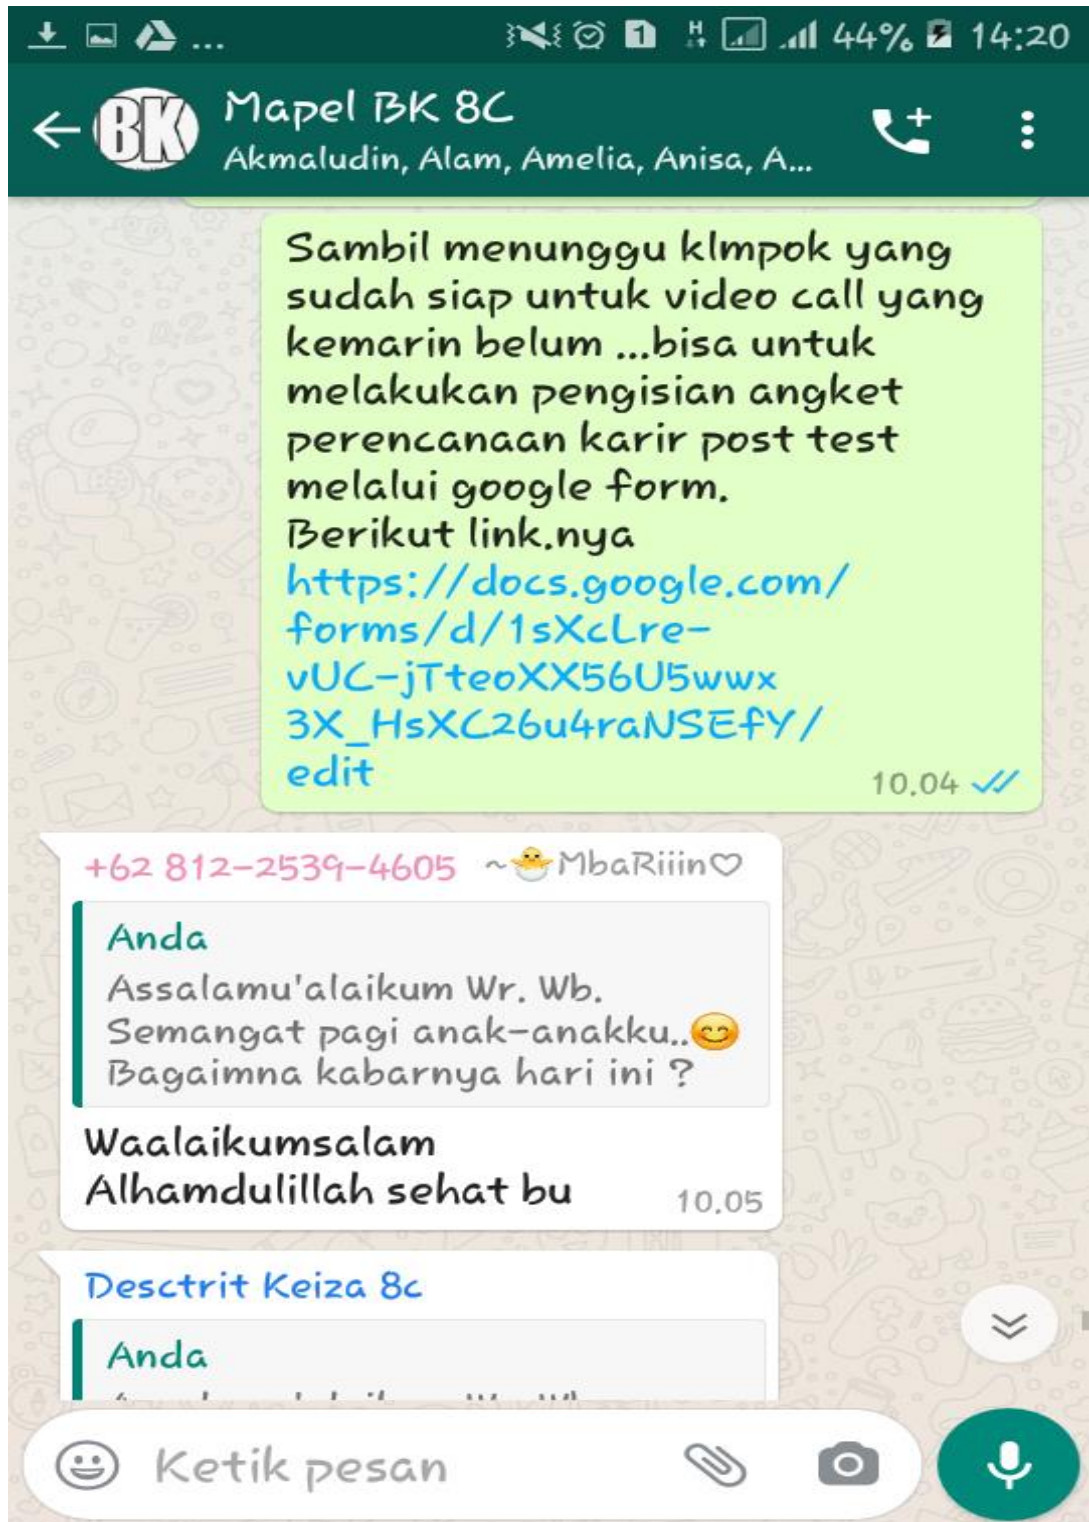 ... 1 H 44% 14:20
BK Mapel BK 8C
Akmaludin, Alam, Amelia, Anisa, A...
Sambil menunggu klmpok yang
sudah siap untuk video call yang
kemarin belum ...bisa untuk
melakukan pengisian angket
perencanaan karir post test
melalui google form.
Berikut link.nya
https://docs.google.com/
forms/d/1sXcLre-
vUC-jTteoXX56U5wwx
3X_HsXC26u4raNSEfY/
edit
10.04
+62 812-2539-4605 ~🐣MbaRiiin♡
Anda
Assalamu'alaikum Wr. Wb.
Semangat pagi anak-anakku..😊
Bagaimna kabarnya hari ini ?
Waalaikumsalam
Alhamdulillah sehat bu
10.05
Desctrit Keiza 8c
Anda
Ketik pesan